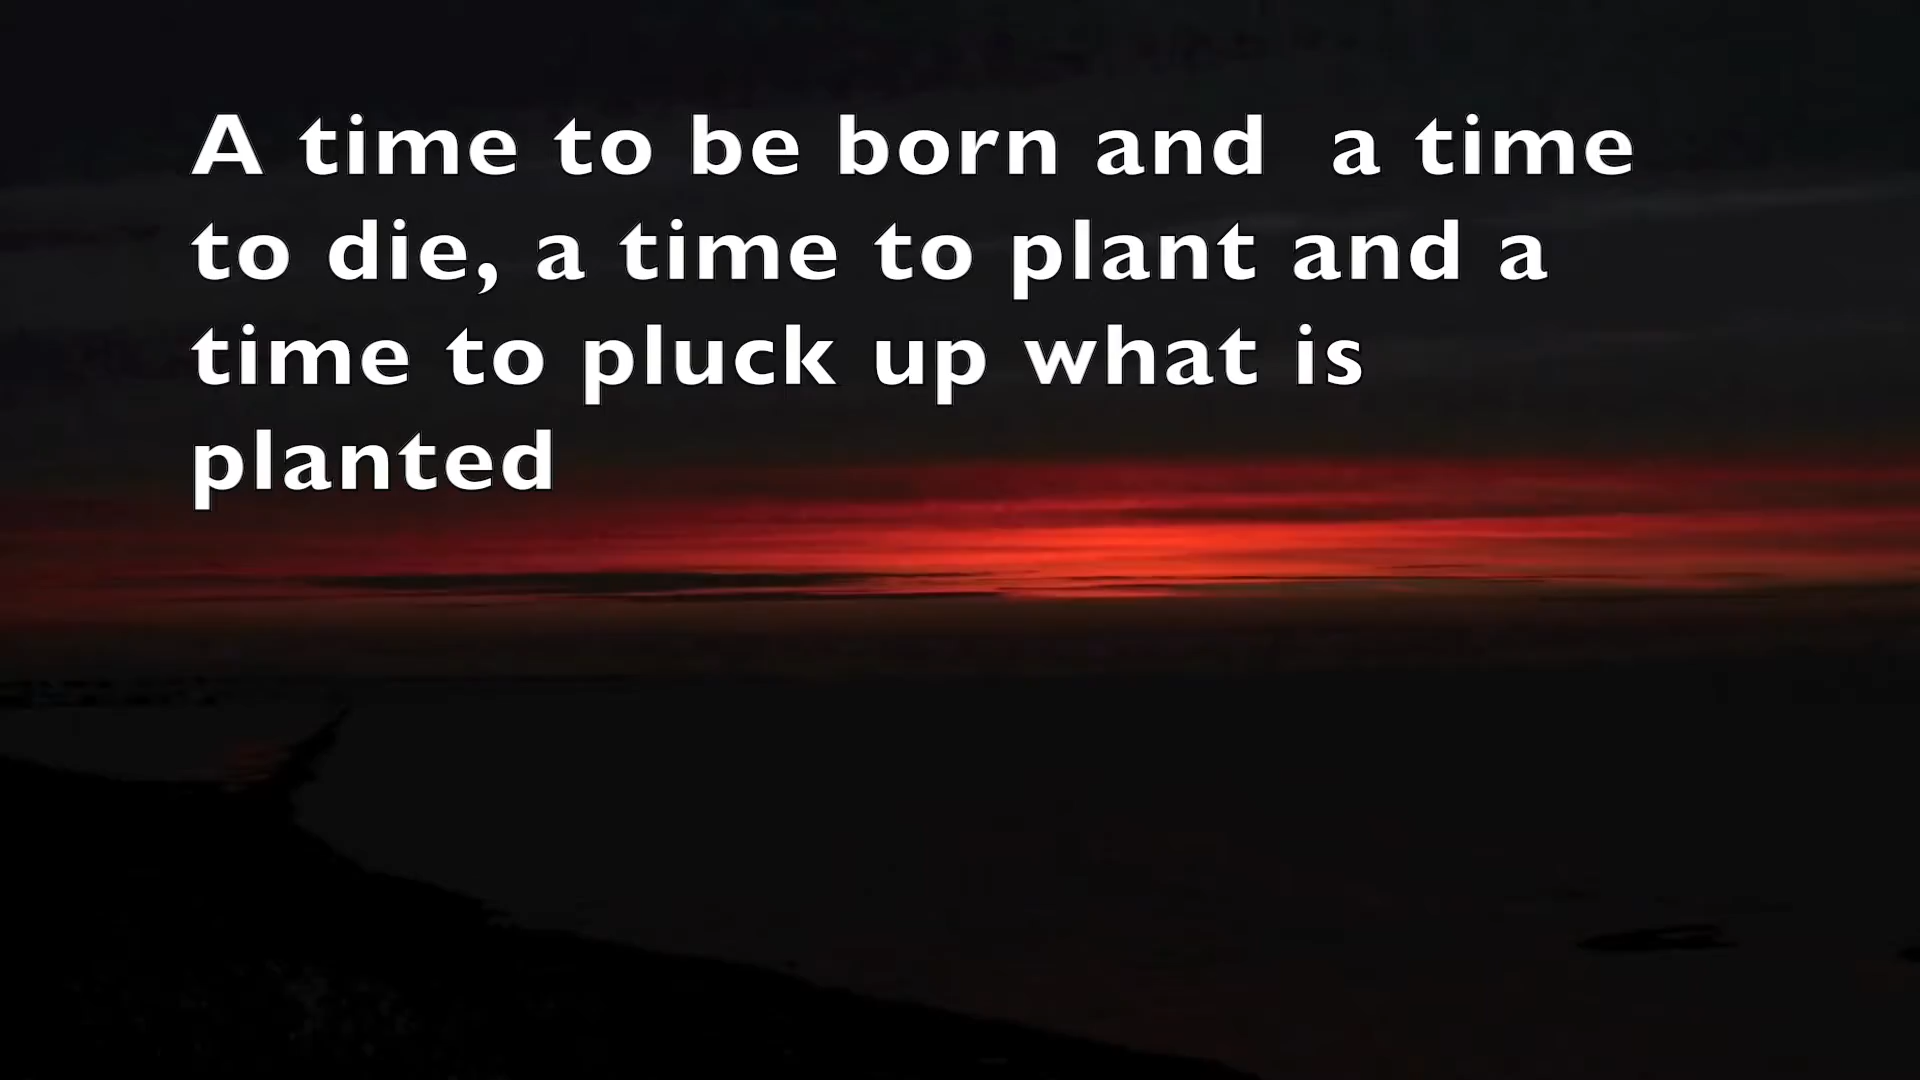 A time to be born and  a time
to die, a time to plant and a
time to pluck up what is
planted